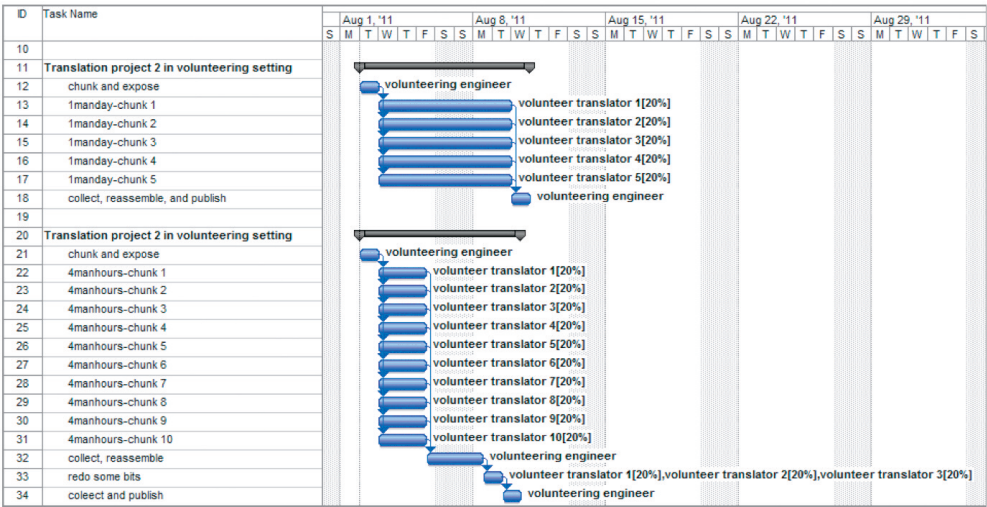 ID Task Name Aug 1, '11 Aug 8, '11 Aug 15, '11 Aug 22, '11 Aug 29, '11
S M T W T F S S M T W T F S S M T W T F S S M T W T F S S M T W T F S
10
11 Translation project 2 in volunteering setting
12 chunk and expose volunteering engineer
13 1manday-chunk 1 volunteer translator 1[20%]
14 1manday-chunk 2 volunteer translator 2[20%]
15 1manday-chunk 3 volunteer translator 3[20%]
16 1manday-chunk 4 volunteer translator 4[20%]
17 1manday-chunk 5 volunteer translator 5[20%]
18 collect, reassemble, and publish volunteering engineer
19
20 Translation project 2 in volunteering setting
21 chunk and expose volunteering engineer
22 4manhours-chunk 1 volunteer translator 1[20%]
23 4manhours-chunk 2 volunteer translator 2[20%]
24 4manhours-chunk 3 volunteer translator 3[20%]
25 4manhours-chunk 4 volunteer translator 4[20%]
26 4manhours-chunk 5 volunteer translator 5[20%]
27 4manhours-chunk 6 volunteer translator 6[20%]
28 4manhours-chunk 7 volunteer translator 7[20%]
29 4manhours-chunk 8 volunteer translator 8[20%]
30 4manhours-chunk 9 volunteer translator 9[20%]
31 4manhours-chunk 10 volunteer translator 10[20%]
32 collect, reassemble volunteering engineer
33 redo some bits volunteer translator 1[20%],volunteer translator 2[20%],volunteer translator 3[20%]
34 coleect and publish volunteering engineer